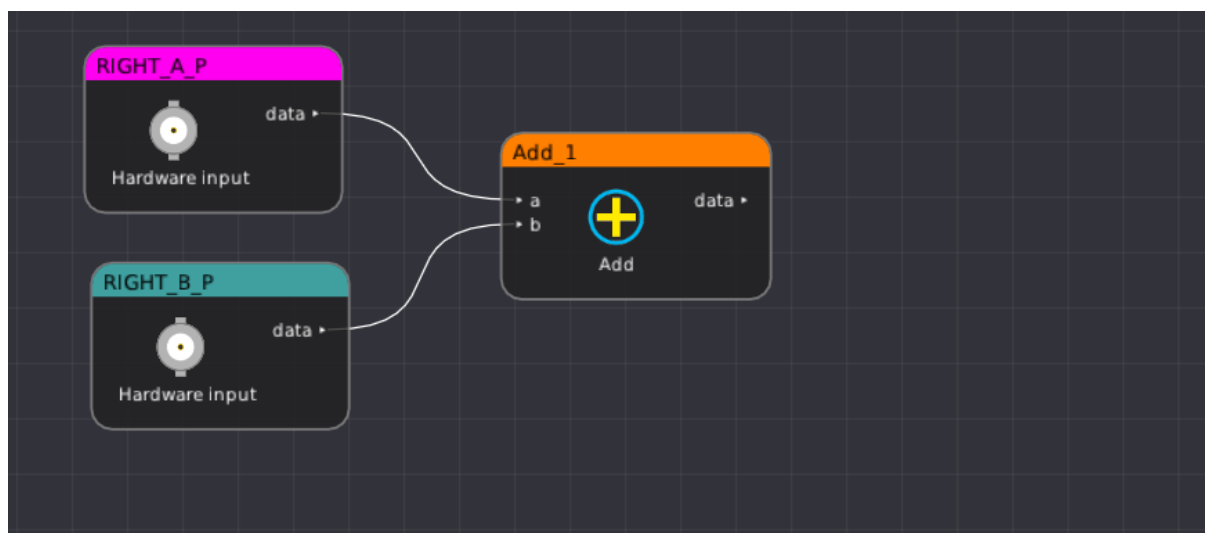 RIGHT_A_P
data
Hardware input
Add_1
a
data
b
Add
RIGHT_B_P
data
Hardware input